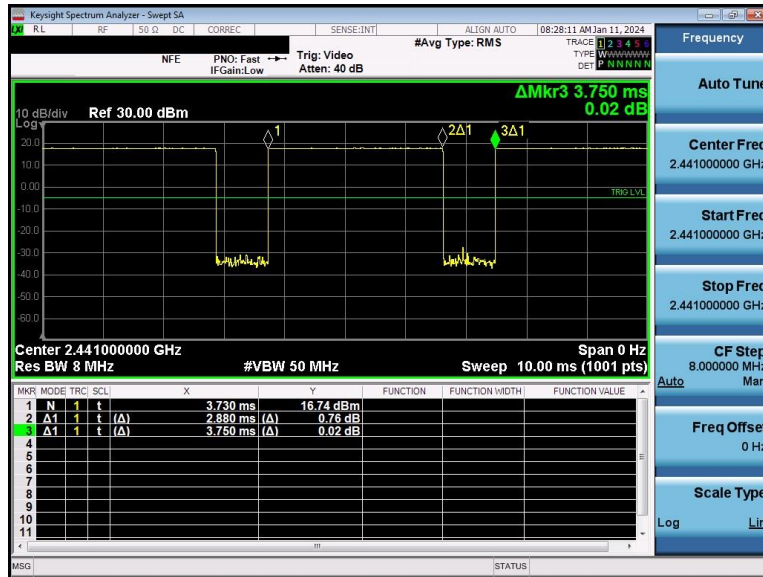 Keysight Spectrum Analyzer - Swept SA
RL RF 50 Ω DC CORREC SENSE:INT ALIGN AUTO 08:28:11 AM Jan 11, 2024
NFE PNO: Fast Trig: Video #Avg Type: RMS TRACE 1 2 3 4 5 6
IFGain:Low Atten: 40 dB TYPE WWWWWW
DET P N N N N N
ΔMkr3 3.750 ms
0.02 dB
10 dB/div Ref 30.00 dBm
Log
1 2Δ1 3Δ1
20.0
10.0
0.00
TRIG LVL
-10.0
-20.0
-30.0
-40.0
-50.0
-60.0
Center 2.441000000 GHz Span 0 Hz
Res BW 8 MHz #VBW 50 MHz Sweep 10.00 ms (1001 pts)
MKR MODE TRC SCL X Y FUNCTION FUNCTION WIDTH FUNCTION VALUE
1 N 1 t 3.730 ms 16.74 dBm
2 Δ1 1 t (Δ) 2.880 ms (Δ) 0.76 dB
3 Δ1 1 t (Δ) 3.750 ms (Δ) 0.02 dB
4
5
6
7
8
9
10
11
MSG STATUS
Frequency
Auto Tune
Center Freq
2.441000000 GHz
Start Freq
2.441000000 GHz
Stop Freq
2.441000000 GHz
CF Step
8.000000 MHz
Auto Man
Freq Offset
0 Hz
Scale Type
Log Lin